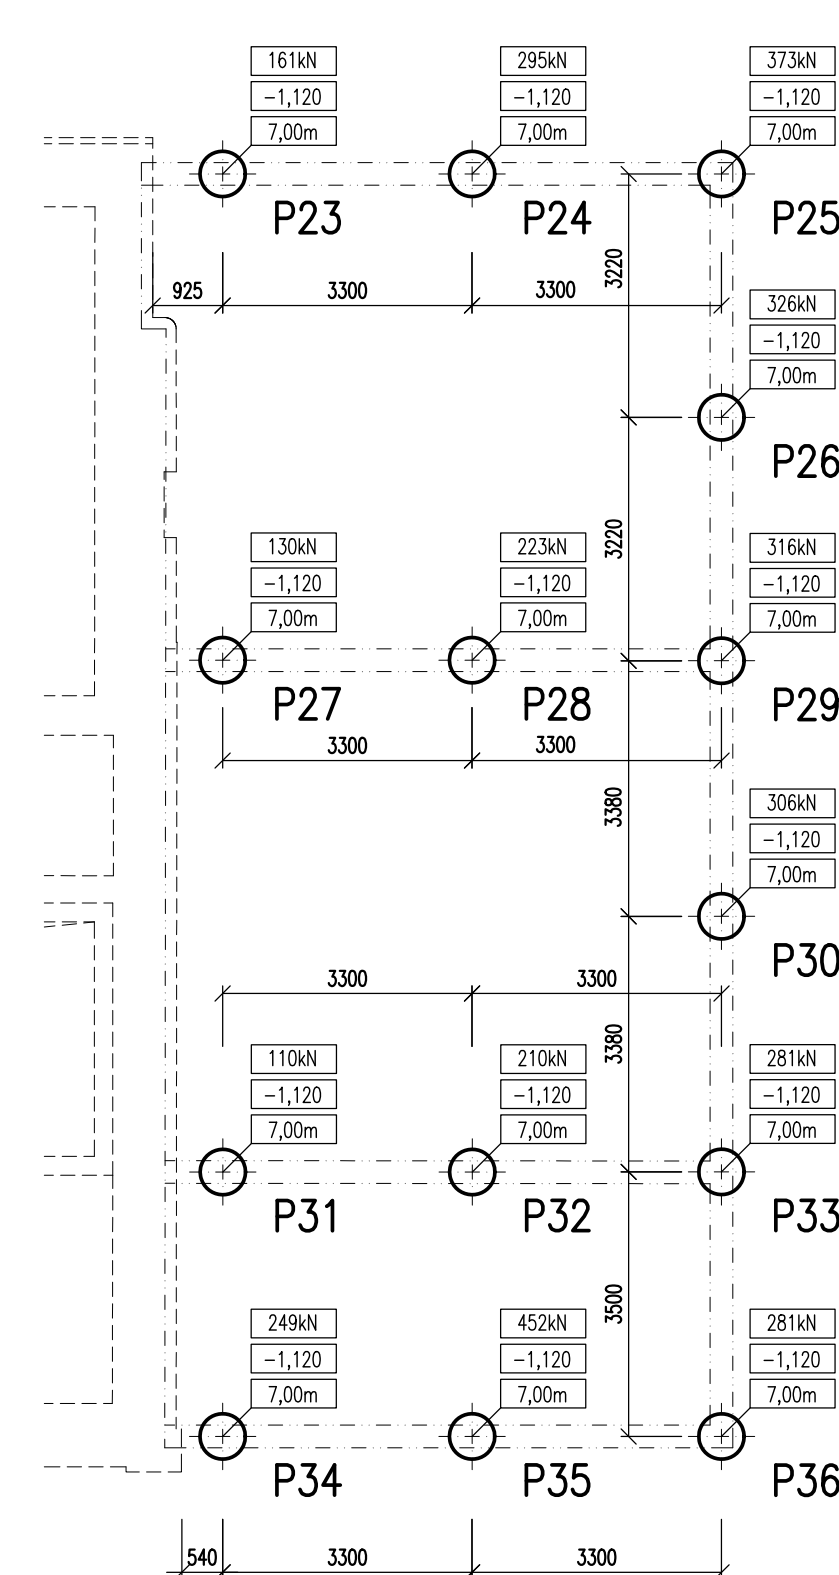 161kN
-1,120
7,00m
P23
295kN
-1,120
7,00m
P24
373kN
-1,120
7,00m
P25
925
3300
3300
3220
326kN
-1,120
7,00m
P26
3220
130kN
-1,120
7,00m
P27
223kN
-1,120
7,00m
P28
316kN
-1,120
7,00m
P29
3300
3300
3380
306kN
-1,120
7,00m
P30
3300
3300
3380
110kN
-1,120
7,00m
P31
210kN
-1,120
7,00m
P32
281kN
-1,120
7,00m
P33
3500
249kN
-1,120
7,00m
P34
452kN
-1,120
7,00m
P35
281kN
-1,120
7,00m
P36
540
3300
3300